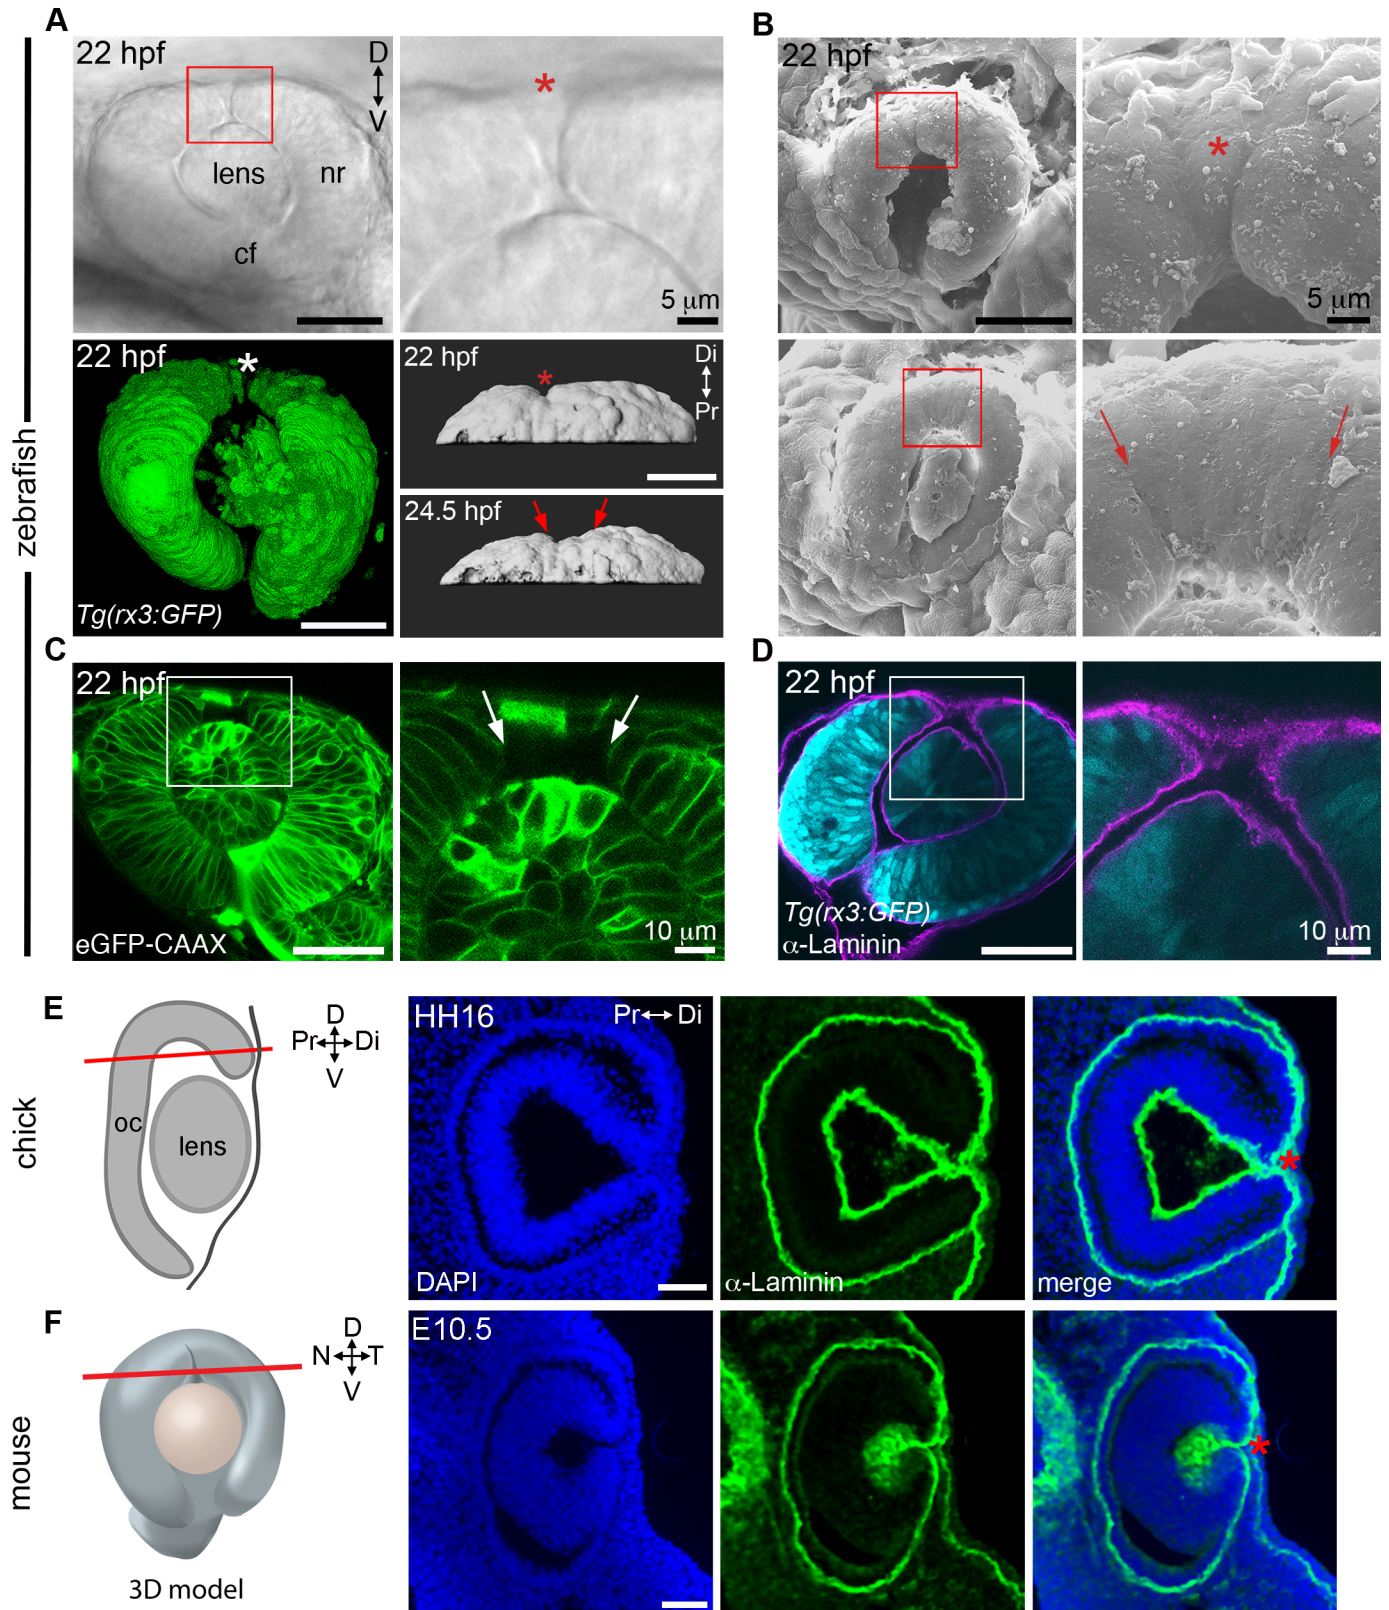 A
22 hpf
D
V
lens
nr
cf
*
5 μm
22 hpf
*
Tg(rx3:GFP)
22 hpf
*
Di
Pr
24.5 hpf
zebrafish
B
22 hpf
*
5 μm
C
22 hpf
eGFP-CAAX
10 μm
D
22 hpf
Tg(rx3:GFP)
α-Laminin
10 μm
E
chick
D
Pr
Di
V
oc
lens
HH16
Pr
Di
DAPI
α-Laminin
merge
*
F
mouse
D
N
T
V
3D model
E10.5
*